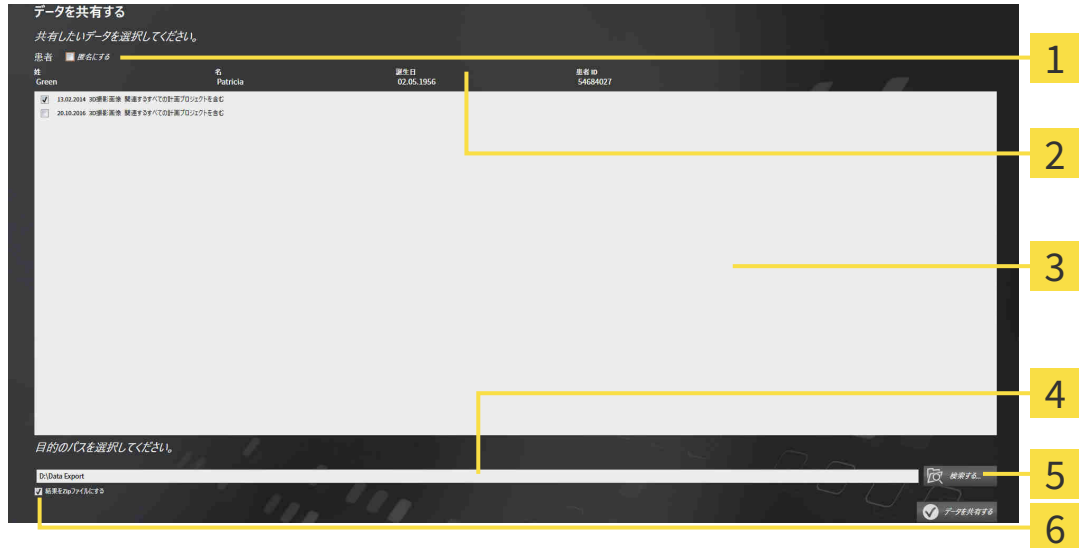 データを共有する
共有したいデータを選択してください。
患者 匿名にする
姓 名 誕生日 患者 ID
Green Patricia 02.05.1956 54684027
13.02.2014 3D撮影画像 関連するすべての計画プロジェクトを含む
20.10.2016 3D撮影画像 関連するすべての計画プロジェクトを含む
目的のパスを選択してください。
D:\Data Export
検索する...
結果をZipファイルにする
データを共有する
1
2
3
4
5
6